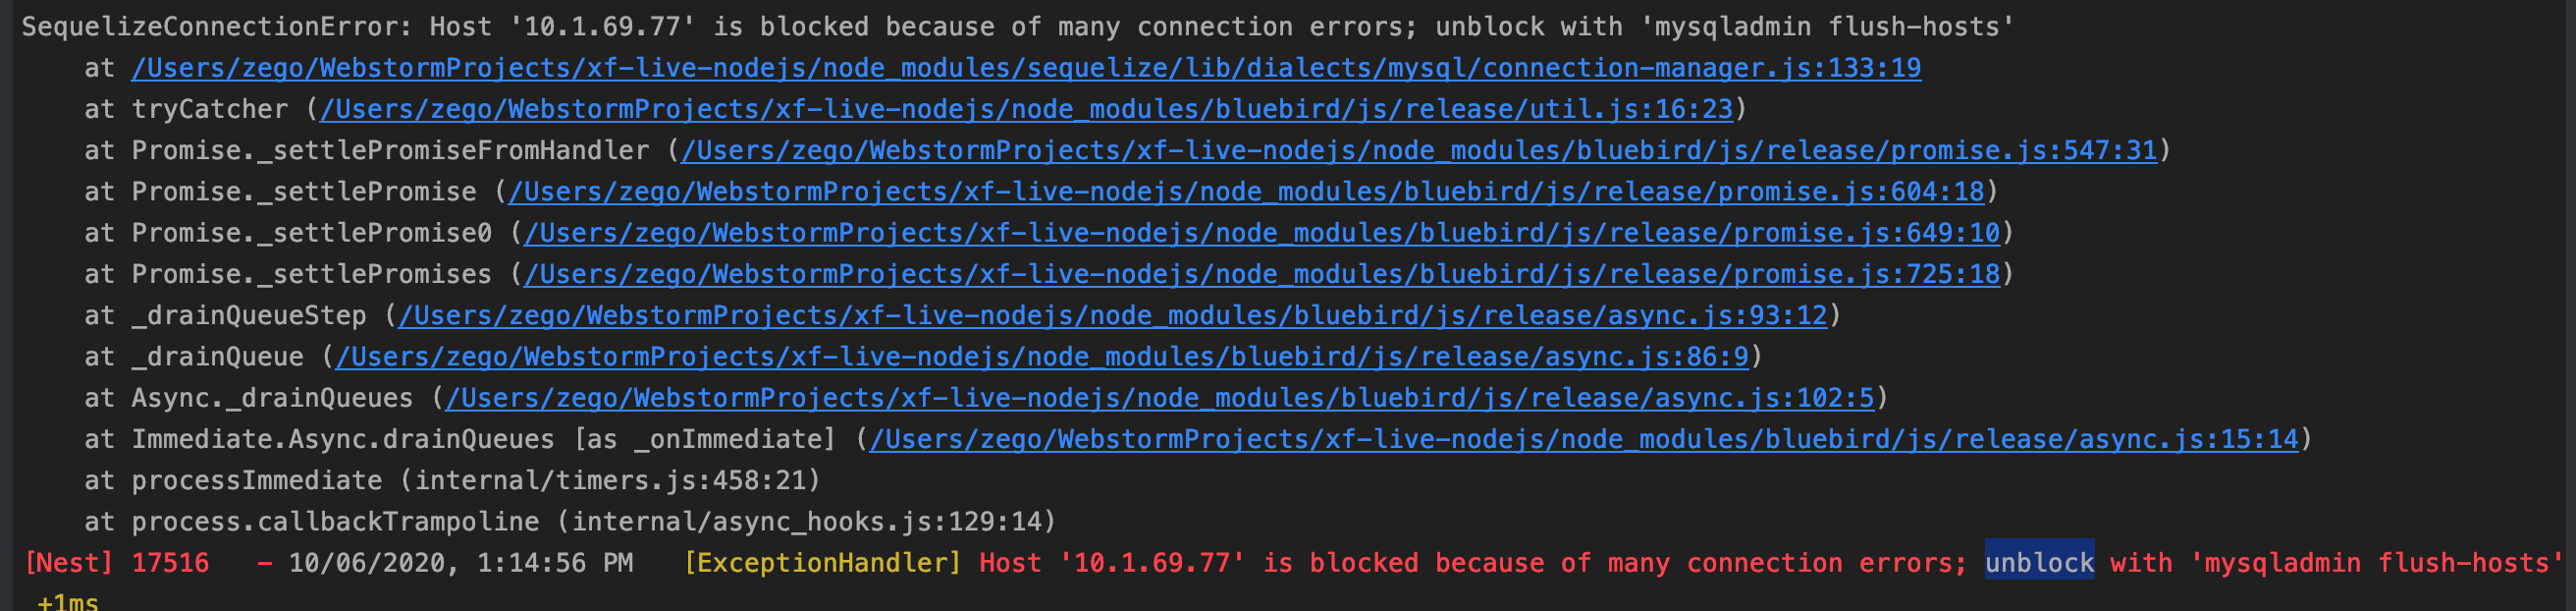 SequelizeConnectionError: Host '10.1.69.77' is blocked because of many connection errors; unblock with 'mysqladmin flush-hosts'
    at /Users/zego/WebstormProjects/xf-live-nodejs/node_modules/sequelize/lib/dialects/mysql/connection-manager.js:133:19
    at tryCatcher (/Users/zego/WebstormProjects/xf-live-nodejs/node_modules/bluebird/js/release/util.js:16:23)
    at Promise._settlePromiseFromHandler (/Users/zego/WebstormProjects/xf-live-nodejs/node_modules/bluebird/js/release/promise.js:547:31)
    at Promise._settlePromise (/Users/zego/WebstormProjects/xf-live-nodejs/node_modules/bluebird/js/release/promise.js:604:18)
    at Promise._settlePromise0 (/Users/zego/WebstormProjects/xf-live-nodejs/node_modules/bluebird/js/release/promise.js:649:10)
    at Promise._settlePromises (/Users/zego/WebstormProjects/xf-live-nodejs/node_modules/bluebird/js/release/promise.js:725:18)
    at _drainQueueStep (/Users/zego/WebstormProjects/xf-live-nodejs/node_modules/bluebird/js/release/async.js:93:12)
    at _drainQueue (/Users/zego/WebstormProjects/xf-live-nodejs/node_modules/bluebird/js/release/async.js:86:9)
    at Async._drainQueues (/Users/zego/WebstormProjects/xf-live-nodejs/node_modules/bluebird/js/release/async.js:102:5)
    at Immediate.Async.drainQueues [as _onImmediate] (/Users/zego/WebstormProjects/xf-live-nodejs/node_modules/bluebird/js/release/async.js:15:14)
    at processImmediate (internal/timers.js:458:21)
    at process.callbackTrampoline (internal/async_hooks.js:129:14)
[Nest] 17516   - 10/06/2020, 1:14:56 PM   [ExceptionHandler] Host '10.1.69.77' is blocked because of many connection errors; unblock with 'mysqladmin flush-hosts'
 +1ms